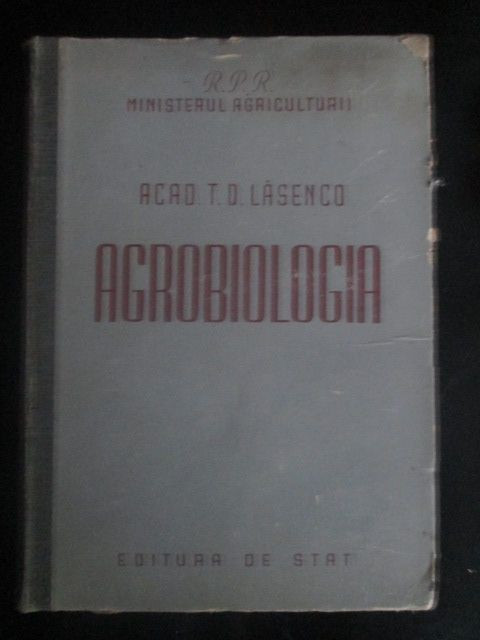 R.P.R.
MINISTERUL AGRICULTURII
ACAD. T. D. LÂSENCO
AGROBIOLOGIA
EDITURA DE STAT